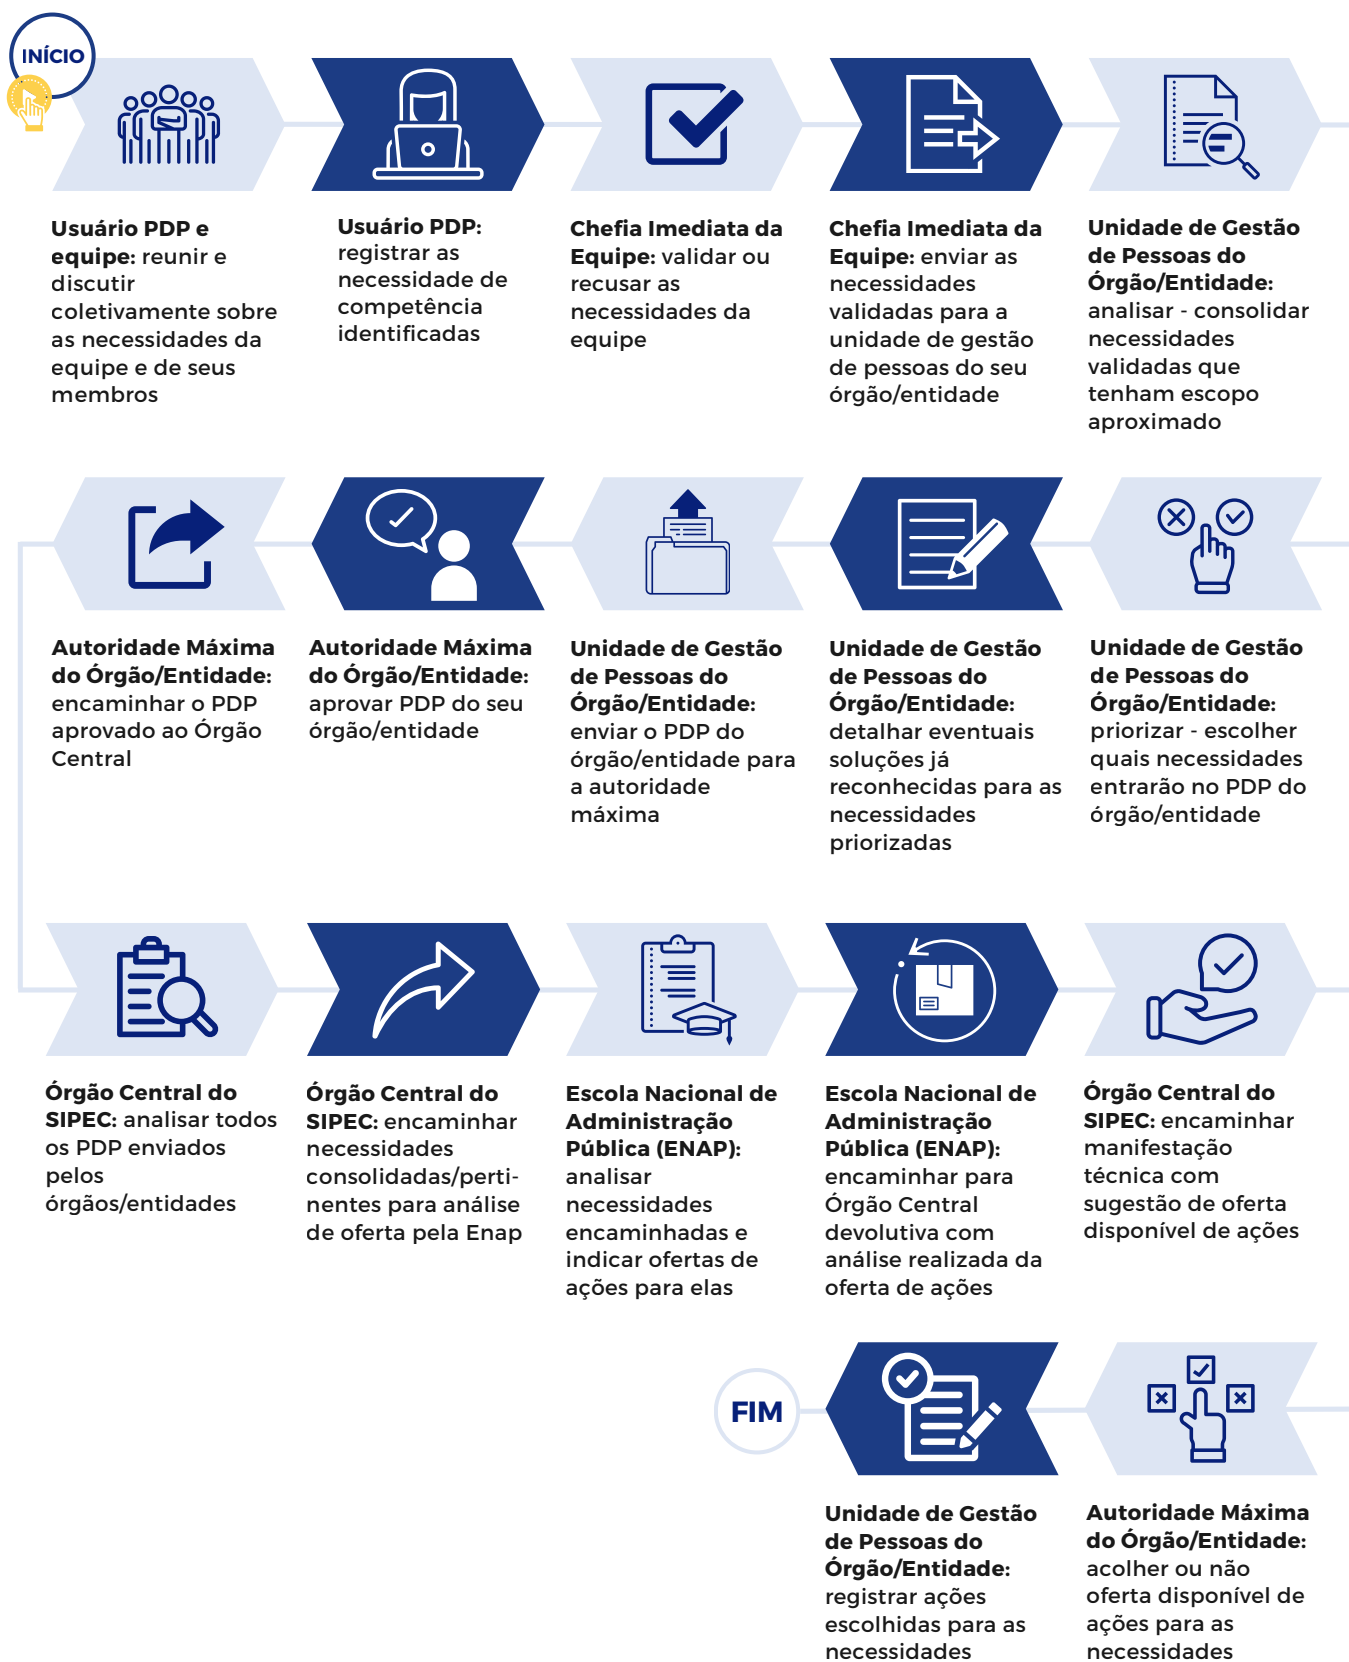 INÍCIO
Usuário PDP e
equipe: reunir e
discutir
coletivamente sobre
as necessidades da
equipe e de seus
membros
Usuário PDP:
registrar as
necessidade de
competência
identificadas
Chefia Imediata da
Equipe: validar ou
recusar as
necessidades da
equipe
Chefia Imediata da
Equipe: enviar as
necessidades
validadas para a
unidade de gestão
de pessoas do seu
órgão/entidade
Unidade de Gestão
de Pessoas do
Órgão/Entidade:
analisar - consolidar
necessidades
validadas que
tenham escopo
aproximado
Unidade de Gestão
de Pessoas do
Órgão/Entidade:
priorizar - escolher
quais necessidades
entrarão no PDP do
órgão/entidade
Unidade de Gestão
de Pessoas do
Órgão/Entidade:
detalhar eventuais
soluções já
reconhecidas para as
necessidades
priorizadas
Unidade de Gestão
de Pessoas do
Órgão/Entidade:
enviar o PDP do
órgão/entidade para
a autoridade
máxima
Autoridade Máxima
do Órgão/Entidade:
aprovar PDP do seu
órgão/entidade
Autoridade Máxima
do Órgão/Entidade:
encaminhar o PDP
aprovado ao Órgão
Central
Órgão Central do
SIPEC: analisar todos
os PDP enviados
pelos
órgãos/entidades
Órgão Central do
SIPEC: encaminhar
necessidades
consolidadas/perti-
nentes para análise
de oferta pela Enap
Escola Nacional de
Administração
Pública (ENAP):
analisar
necessidades
encaminhadas e
indicar ofertas de
ações para elas
Escola Nacional de
Administração
Pública (ENAP):
encaminhar para
Órgão Central
devolutiva com
análise realizada da
oferta de ações
Órgão Central do
SIPEC: encaminhar
manifestação
técnica com
sugestão de oferta
disponível de ações
Autoridade Máxima
do Órgão/Entidade:
acolher ou não
oferta disponível de
ações para as
necessidades
Unidade de Gestão
de Pessoas do
Órgão/Entidade:
registrar ações
escolhidas para as
necessidades
FIM